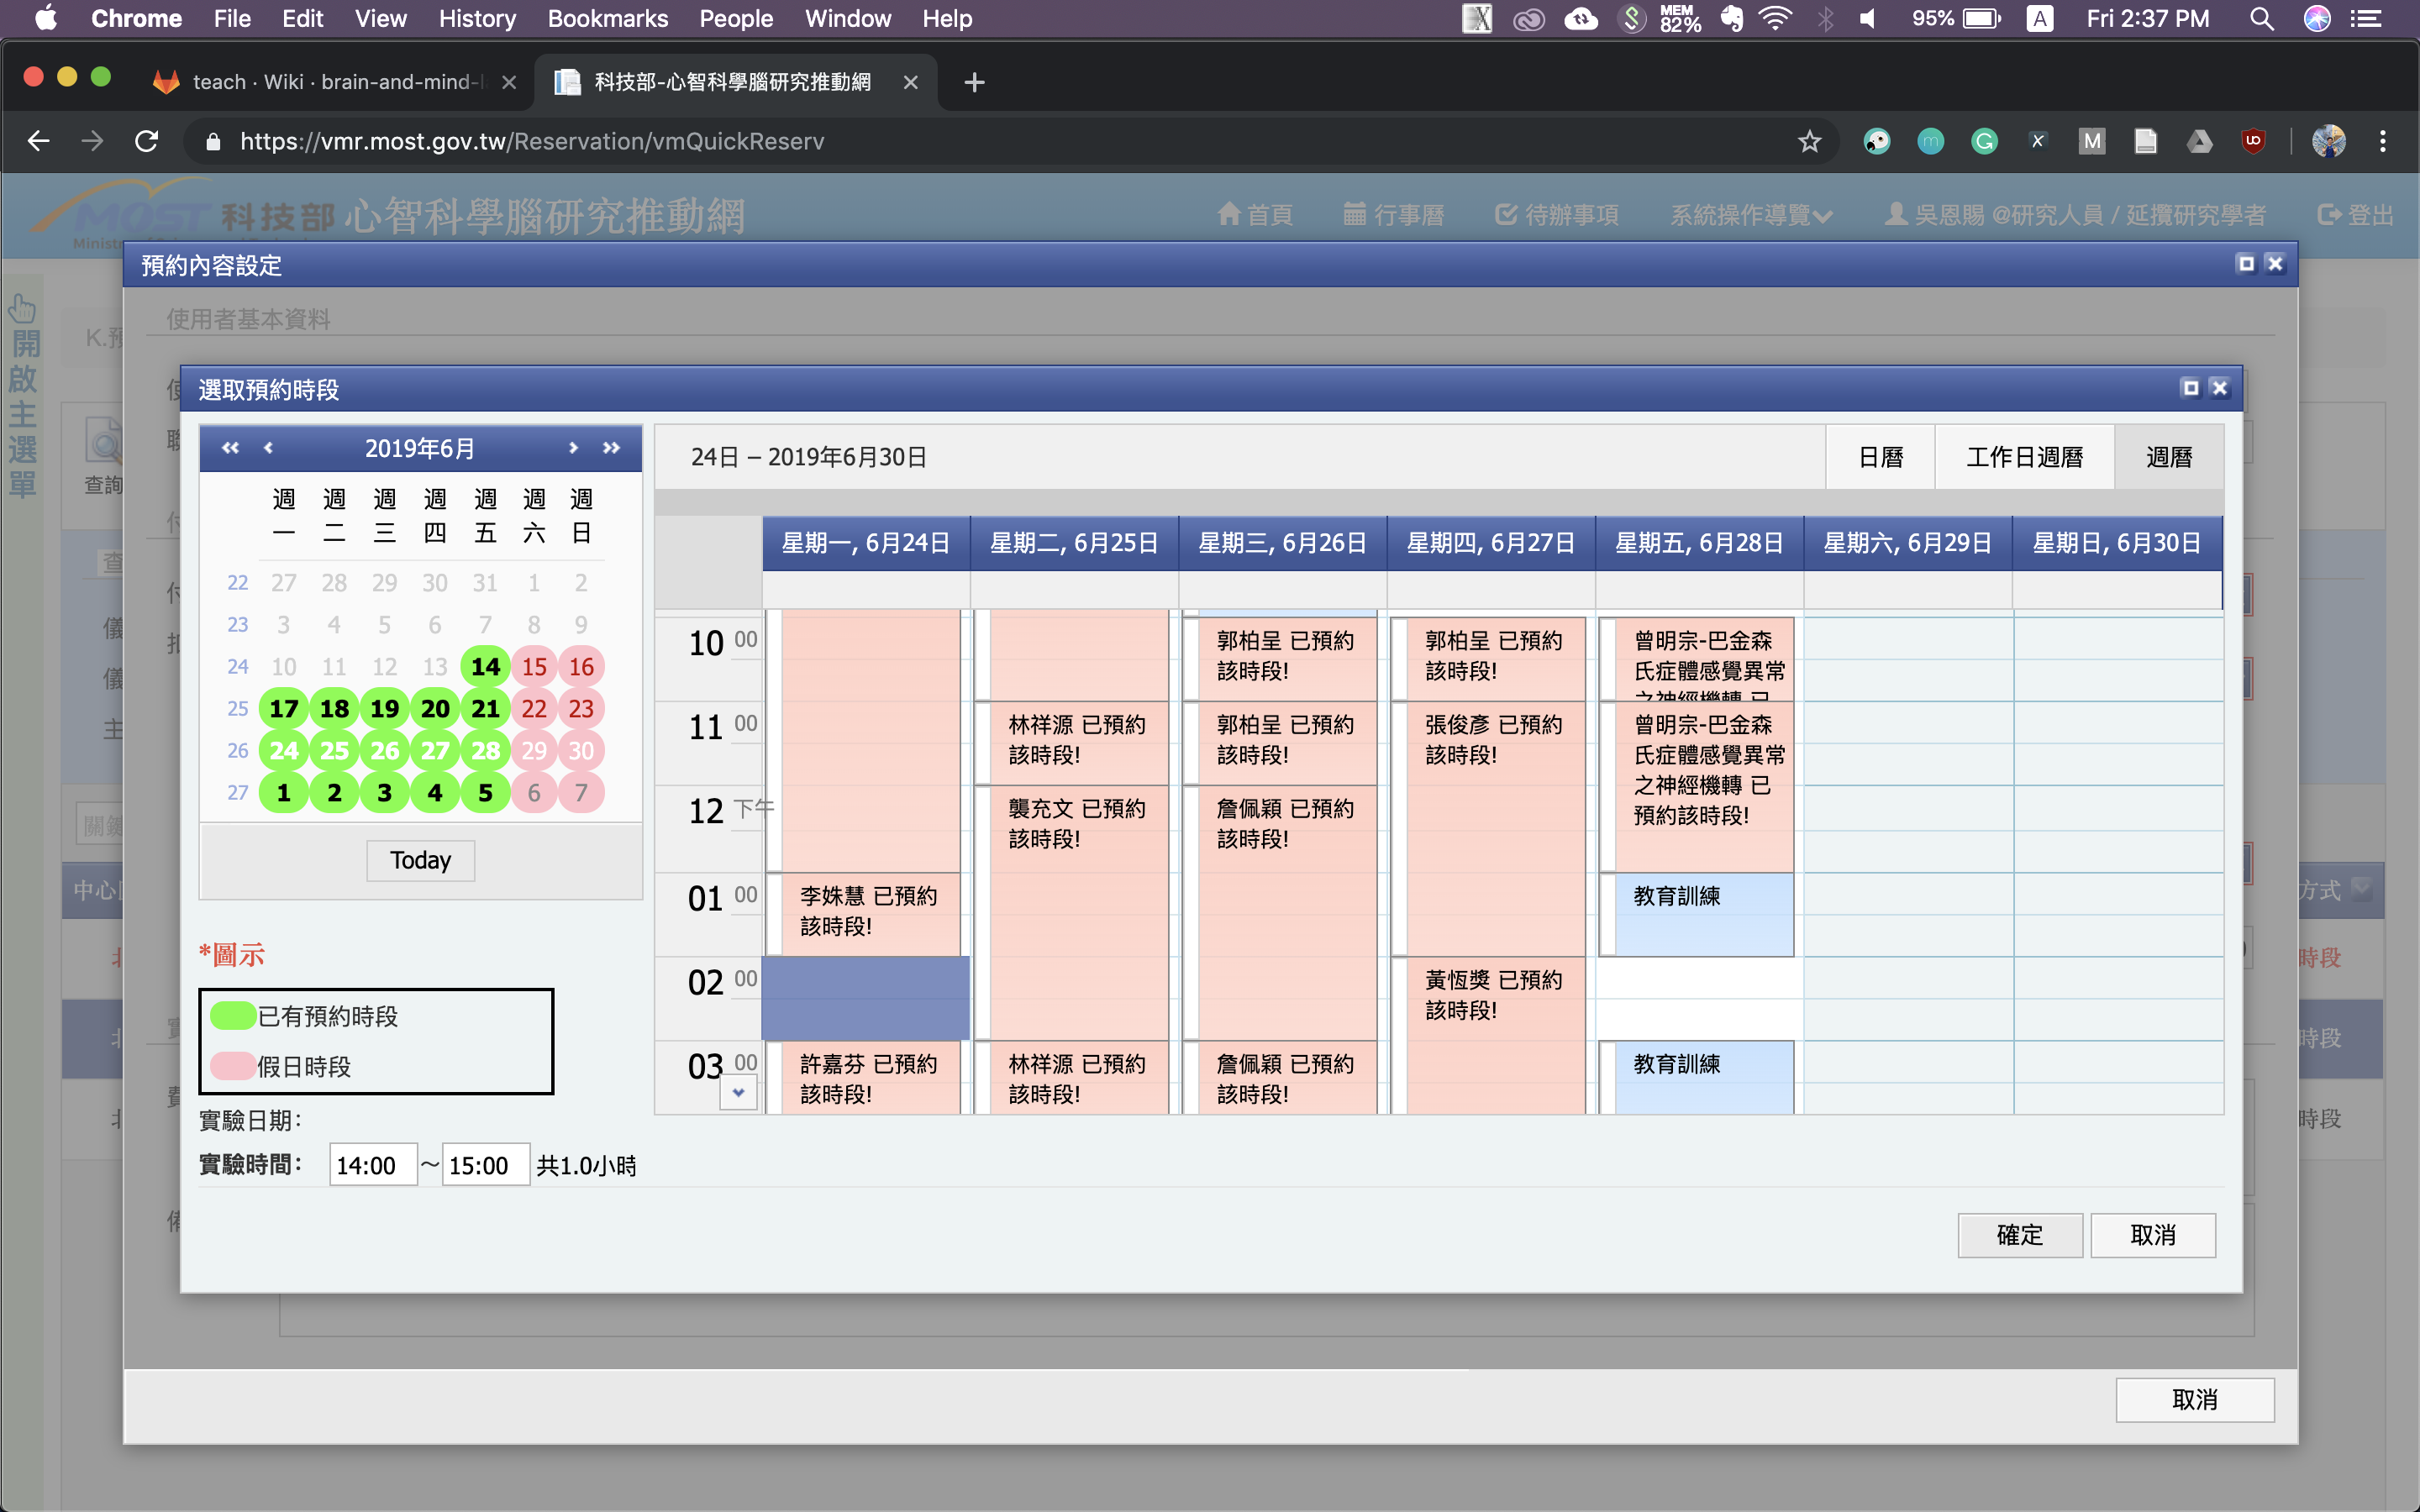 Chrome File Edit View History Bookmarks People Window Help MEM 82% 95% A Fri 2:37 PM
teach · Wiki · brain-and-mind-l
科技部-心智科學腦研究推動網
https://vmr.most.gov.tw/Reservation/vmQuickReserv
MOST 科技部 心智科學腦研究推動網
首頁 行事曆 待辦事項 系統操作導覽 吳恩賜 @研究人員 / 延攬研究學者 登出
開啟主選單
預約內容設定
使用者基本資料
查詢
選取預約時段
2019年6月
週一 週二 週三 週四 週五 週六 週日
22 27 28 29 30 31 1 2
23 3 4 5 6 7 8 9
24 10 11 12 13 14 15 16
25 17 18 19 20 21 22 23
26 24 25 26 27 28 29 30
27 1 2 3 4 5 6 7
Today
*圖示
已有預約時段
假日時段
實驗日期:
實驗時間: 14:00 ~ 15:00 共1.0小時
24日 – 2019年6月30日
日曆 工作日週曆 週曆
星期一, 6月24日 星期二, 6月25日 星期三, 6月26日 星期四, 6月27日 星期五, 6月28日 星期六, 6月29日 星期日, 6月30日
10 00
郭柏呈 已預約
該時段!
郭柏呈 已預約
該時段!
曾明宗-巴金森
氏症體感覺異常
之神經機轉 已
11 00
林祥源 已預約
該時段!
郭柏呈 已預約
該時段!
張俊彥 已預約
該時段!
曾明宗-巴金森
氏症體感覺異常
之神經機轉 已
預約該時段!
12 下午
襲充文 已預約
該時段!
詹佩穎 已預約
該時段!
01 00
李姝慧 已預約
該時段!
教育訓練
02 00
黃恆獎 已預約
該時段!
03 00
許嘉芬 已預約
該時段!
林祥源 已預約
該時段!
詹佩穎 已預約
該時段!
教育訓練
確定 取消
取消
中心
方式
時段
時段
時段